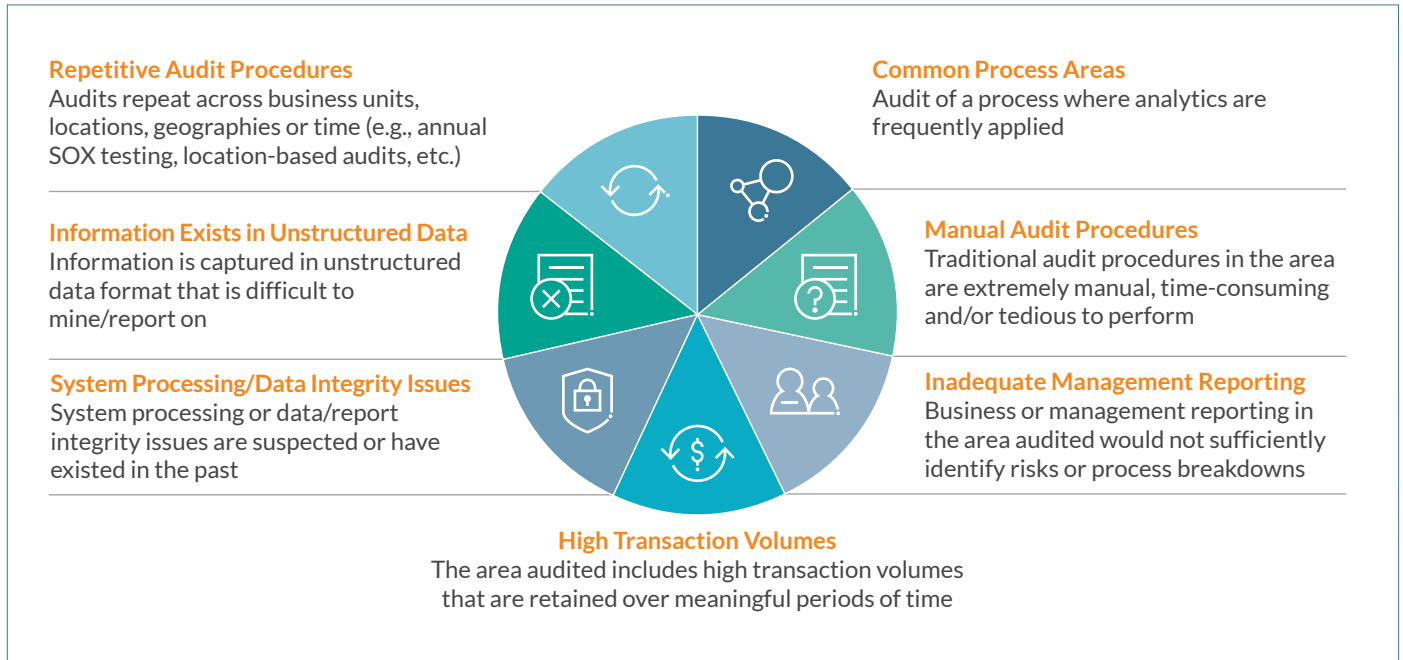 Repetitive Audit Procedures
Audits repeat across business units,
locations, geographies or time (e.g., annual
SOX testing, location-based audits, etc.)
Common Process Areas
Audit of a process where analytics are
frequently applied
Information Exists in Unstructured Data
Information is captured in unstructured
data format that is difficult to
mine/report on
Manual Audit Procedures
Traditional audit procedures in the area
are extremely manual, time-consuming
and/or tedious to perform
System Processing/Data Integrity Issues
System processing or data/report
integrity issues are suspected or have
existed in the past
Inadequate Management Reporting
Business or management reporting in
the area audited would not sufficiently
identify risks or process breakdowns
High Transaction Volumes
The area audited includes high transaction volumes
that are retained over meaningful periods of time